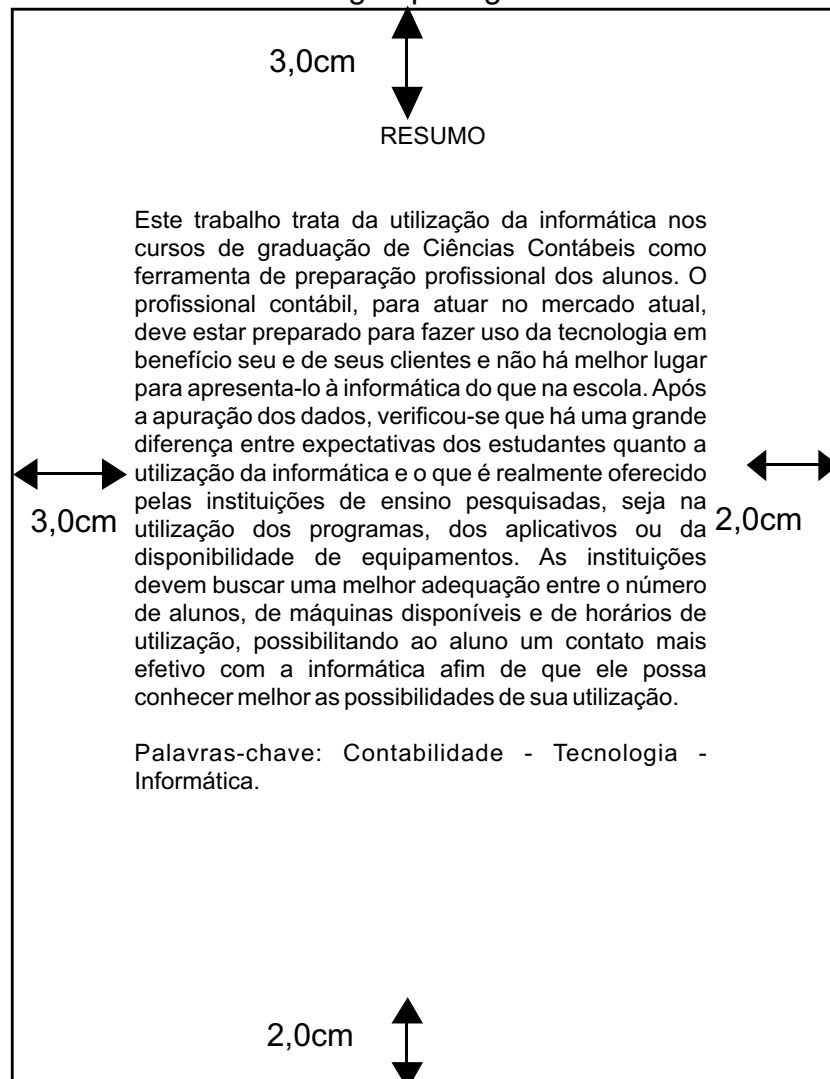 3,0cm
RESUMO
Este trabalho trata da utilização da informática nos
cursos de graduação de Ciências Contábeis como
ferramenta de preparação profissional dos alunos. O
profissional contábil, para atuar no mercado atual,
deve estar preparado para fazer uso da tecnologia em
benefício seu e de seus clientes e não há melhor lugar
para apresenta-lo à informática do que na escola. Após
a apuração dos dados, verificou-se que há uma grande
diferença entre expectativas dos estudantes quanto a
utilização da informática e o que é realmente oferecido
pelas instituições de ensino pesquisadas, seja na
3,0cm utilização dos programas, dos aplicativos ou da 2,0cm
disponibilidade de equipamentos. As instituições
devem buscar uma melhor adequação entre o número
de alunos, de máquinas disponíveis e de horários de
utilização, possibilitando ao aluno um contato mais
efetivo com a informática afim de que ele possa
conhecer melhor as possibilidades de sua utilização.
Palavras-chave: Contabilidade - Tecnologia -
Informática.
2,0cm